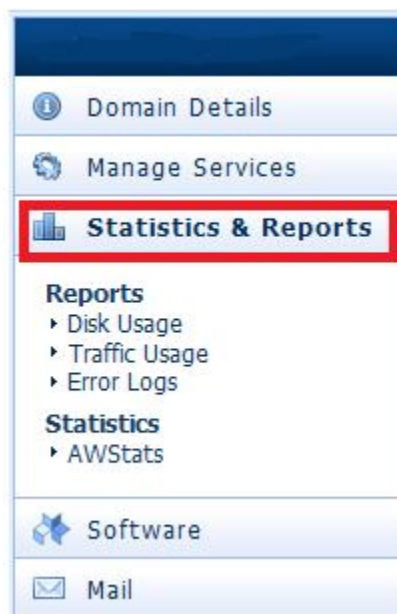 Domain Details
Manage Services
Statistics & Reports
Reports
Disk Usage
Traffic Usage
Error Logs
Statistics
AWStats
Software
Mail